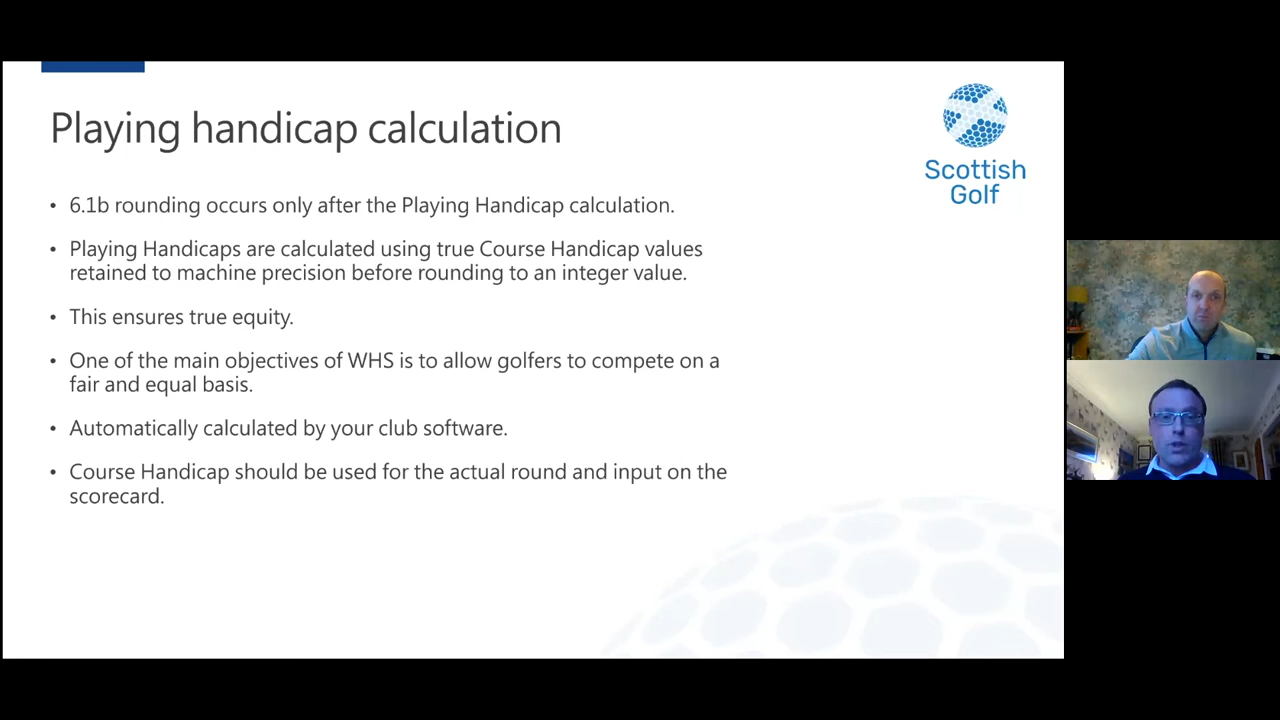 Playing handicap calculation
Scottish
Golf
• 6.1b rounding occurs only after the Playing Handicap calculation.
• Playing Handicaps are calculated using true Course Handicap values
retained to machine precision before rounding to an integer value.
• This ensures true equity.
• One of the main objectives of WHS is to allow golfers to compete on a
fair and equal basis.
• Automatically calculated by your club software.
• Course Handicap should be used for the actual round and input on the
scorecard.